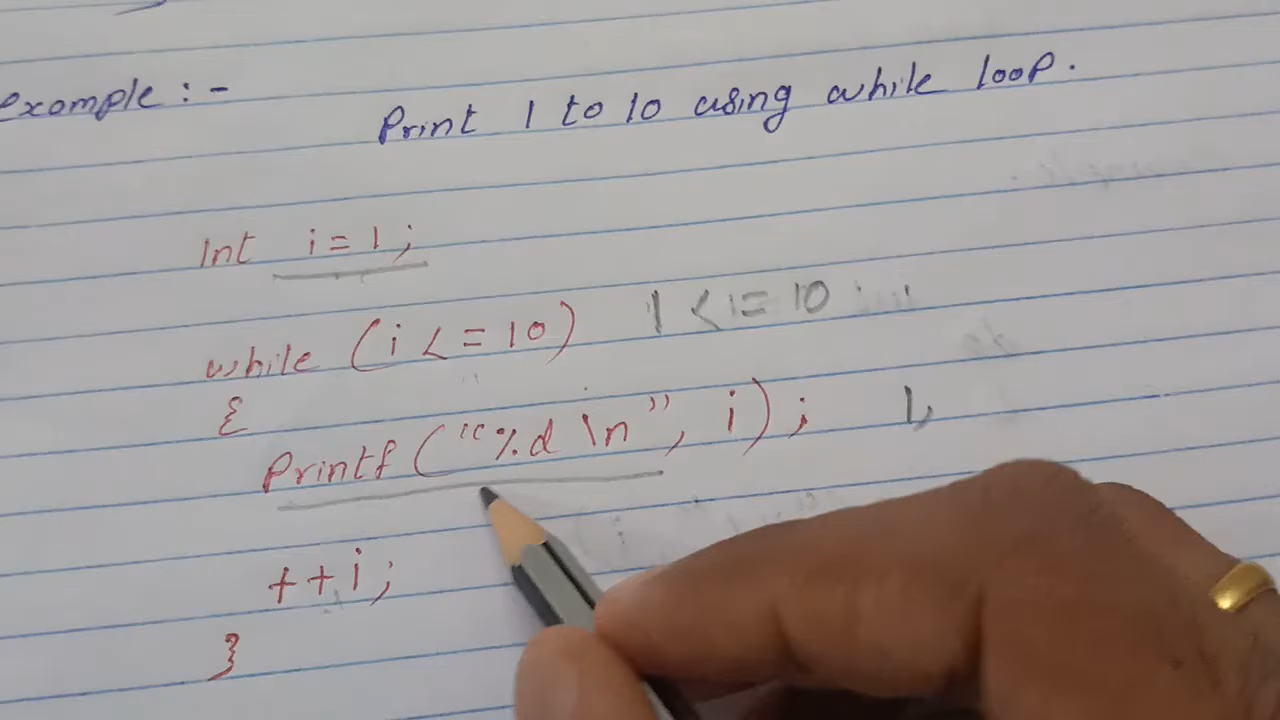 example :-
Print 1 to 10 using while loop.
Int i = 1 ;
while (i < = 10) 1 < = 10
{
Printf ("%d \n", i) ; 1,
++i ;
}